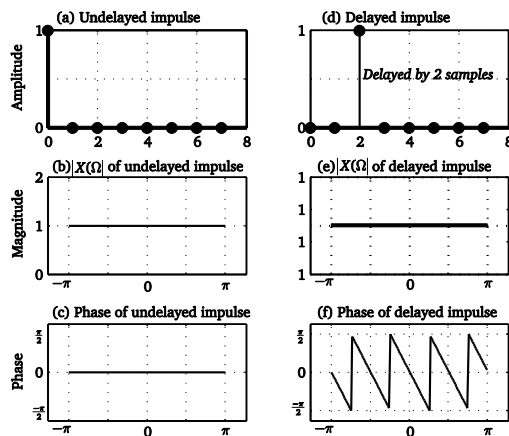 (a) Undelayed impulse
Amplitude
1
0
0 2 4 6 8
(d) Delayed impulse
1
Delayed by 2 samples
0
0 2 4 6 8
(b) |X(Ω| of undelayed impulse
Magnitude
2
1
0
−π 0 π
(e) |X(Ω| of delayed impulse
1
1
1
1
−π 0 π
(c) Phase of undelayed impulse
Phase
π/2
0
−π/2
−π 0 π
(f) Phase of delayed impulse
π/2
0
−π/2
−π 0 π